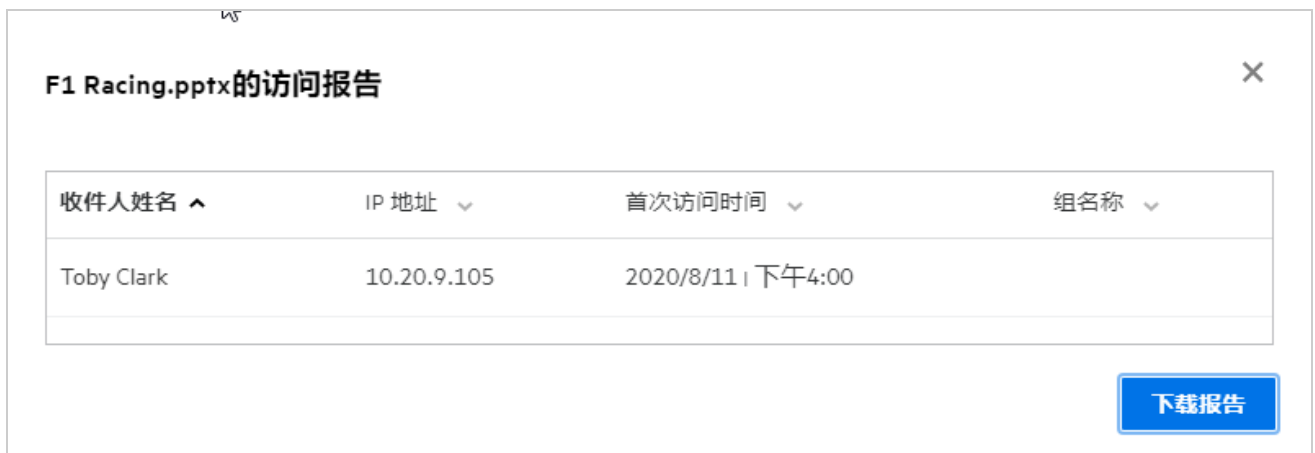 F1 Racing.pptx的访问报告
收件人姓名 IP 地址 首次访问时间 组名称
Toby Clark 10.20.9.105 2020/8/11 | 下午4:00
下载报告